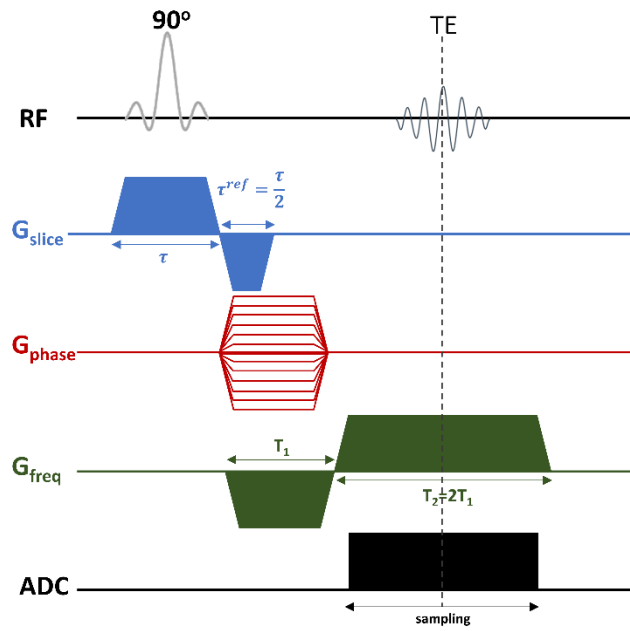 90° TE
RF
τ^ref = τ/2
G_slice
τ
G_phase
T₁
G_freq
T₂=2T₁
ADC
sampling